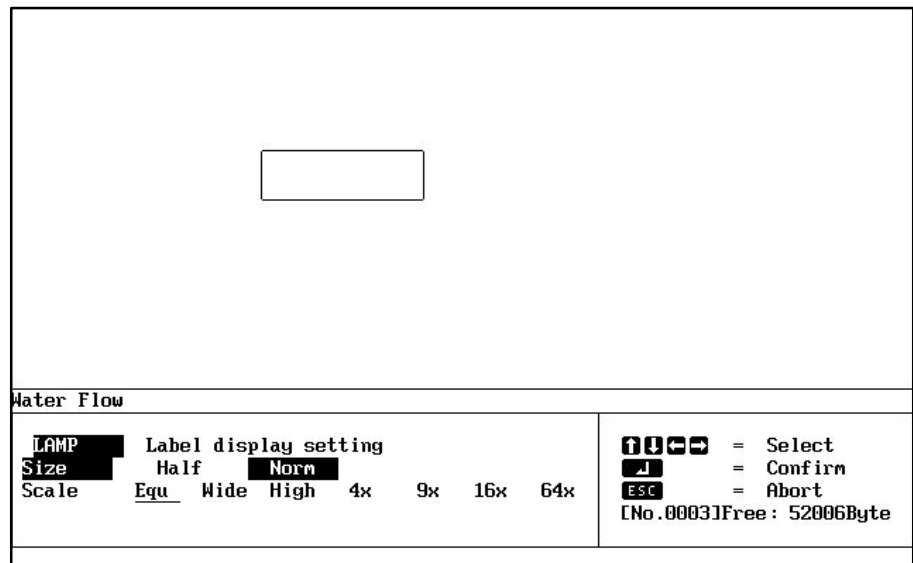 Water Flow
LAMP Label display setting
Size Half Norm
Scale Equ Wide High 4x 9x 16x 64x
↑↓←→ = Select
↵ = Confirm
ESC = Abort
[No.0003]Free: 52006Byte